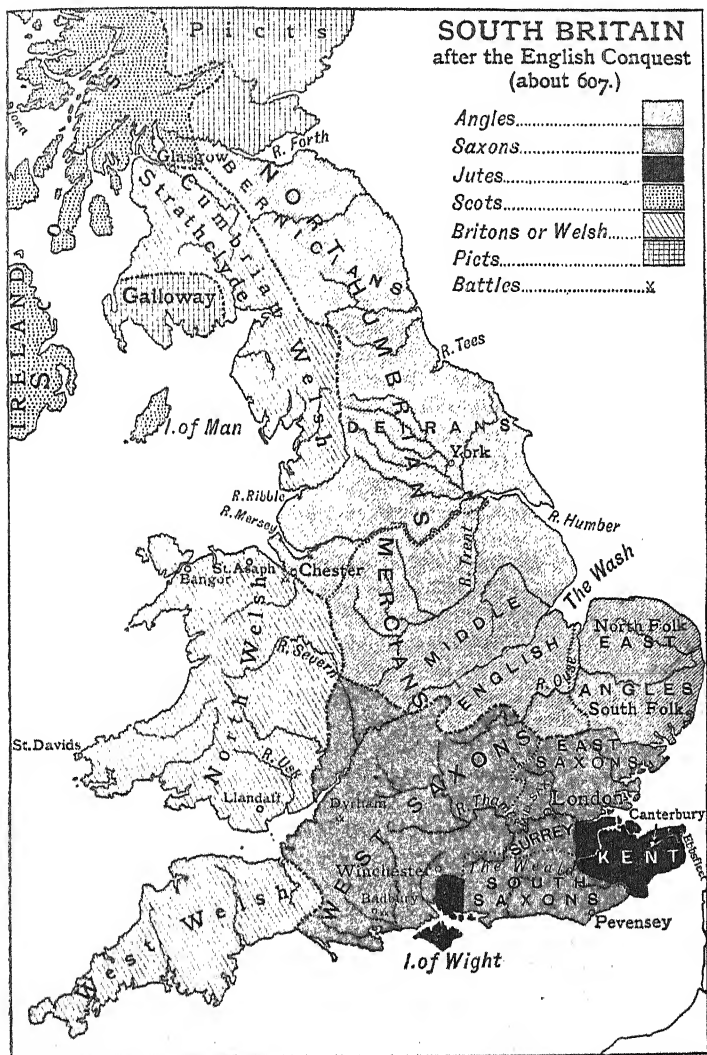 SOUTH BRITAIN
after the English Conquest
(about 607.)
Angles
Saxons
Jutes
Scots
Britons or Welsh
Picts
Battles x
Picts
Iona
Glasgow
R. Forth
NORTHUMBRIANS
BERNICIANS
Cumbrian
Strathclyde
Welsh
Galloway
IRELAND
S
I. of Man
R. Tees
DEIRANS
York
R. Ribble
R. Mersey
R. Humber
Bangor
St. Asaph
Chester
R. Trent
The Wash
MERCIANS
MIDDLE
ENGLISH
R. Ouse
North Folk
EAST
ANGLES
South Folk
North Welsh
R. Severn
St. Davids
R. Usk
Llandaff
WEST SAXONS
EAST
SAXONS
R. Thames
London
Dyrham
x
Canterbury
Ebbsfleet
SURREY
KENT
Winchester
The Weald
SOUTH
SAXONS
Badbury
x
Pevensey
West Welsh
I. of Wight